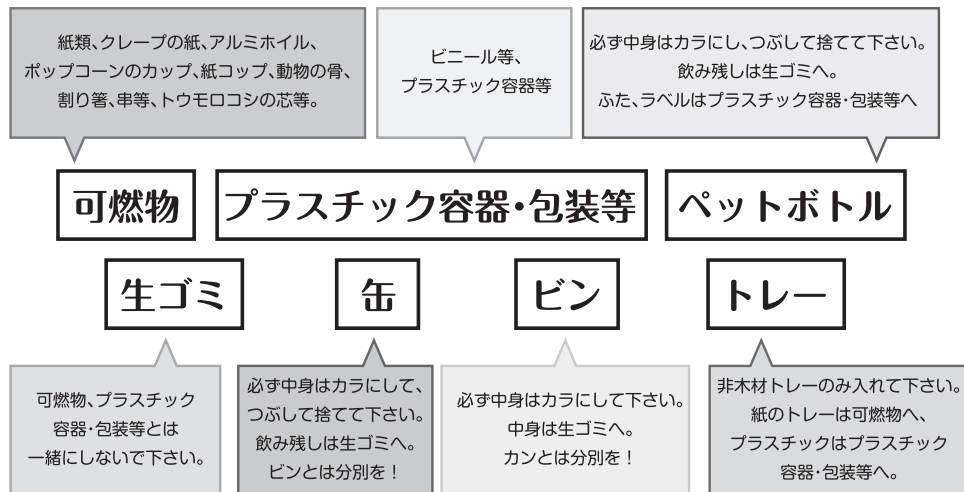 紙類、クレープの紙、アルミホイル、
ポップコーンのカップ、紙コップ、動物の骨、
割り箸、串等、トウモロコシの芯等。
ビニール等、
プラスチック容器等
必ず中身はカラにし、つぶして捨てて下さい。
飲み残しは生ゴミへ。
ふた、ラベルはプラスチック容器・包装等へ
可燃物
プラスチック容器・包装等
ペットボトル
生ゴミ
缶
ビン
トレー
可燃物、プラスチック
容器・包装等とは
一緒にしないで下さい。
必ず中身はカラにして、
つぶして捨てて下さい。
飲み残しは生ゴミへ。
ビンとは分別を！
必ず中身はカラにして下さい。
中身は生ゴミへ。
カンとは分別を！
非木材トレーのみ入れて下さい。
紙のトレーは可燃物へ、
プラスチックはプラスチック
容器・包装等へ。